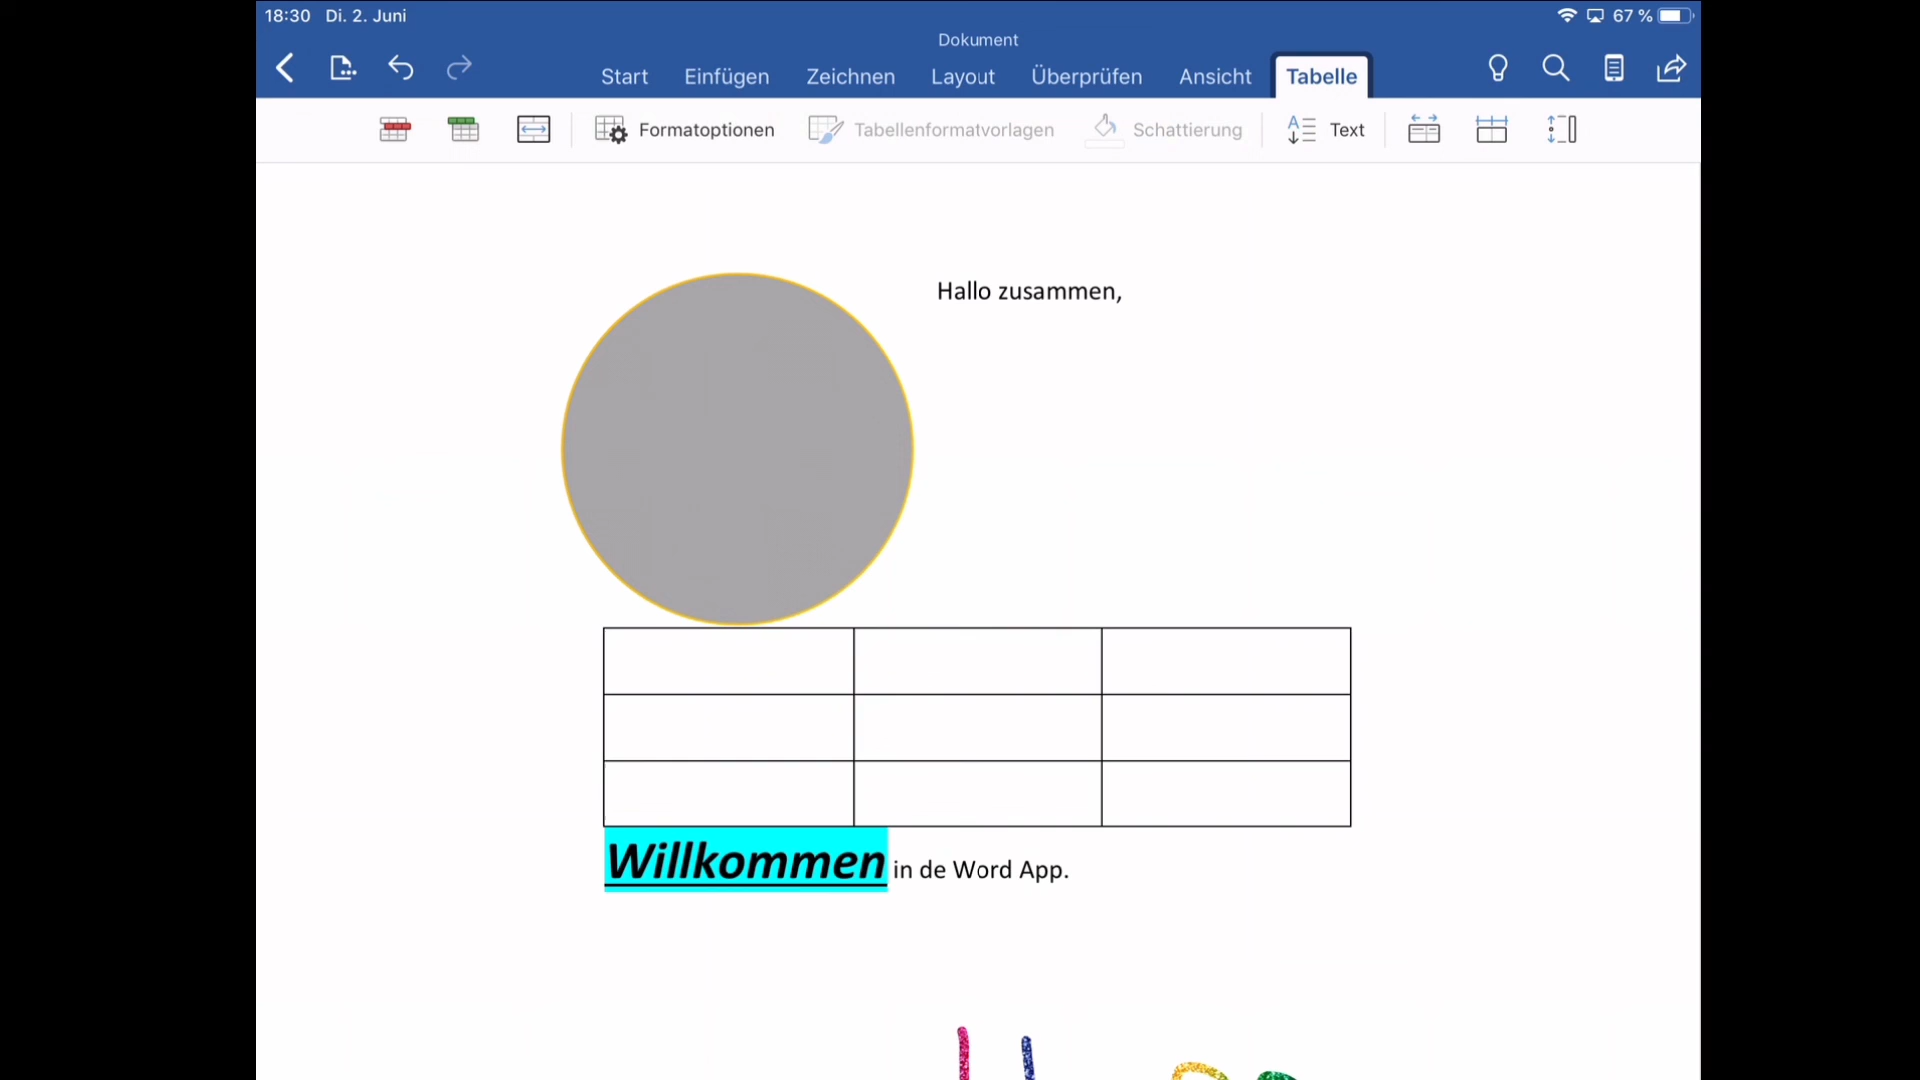 18:30 Di. 2. Juni 67 %
Dokument
Start Einfügen Zeichnen Layout Überprüfen Ansicht Tabelle
Formatoptionen Tabellenformatvorlagen Schattierung Text
Hallo zusammen,
Willkommen in de Word App.